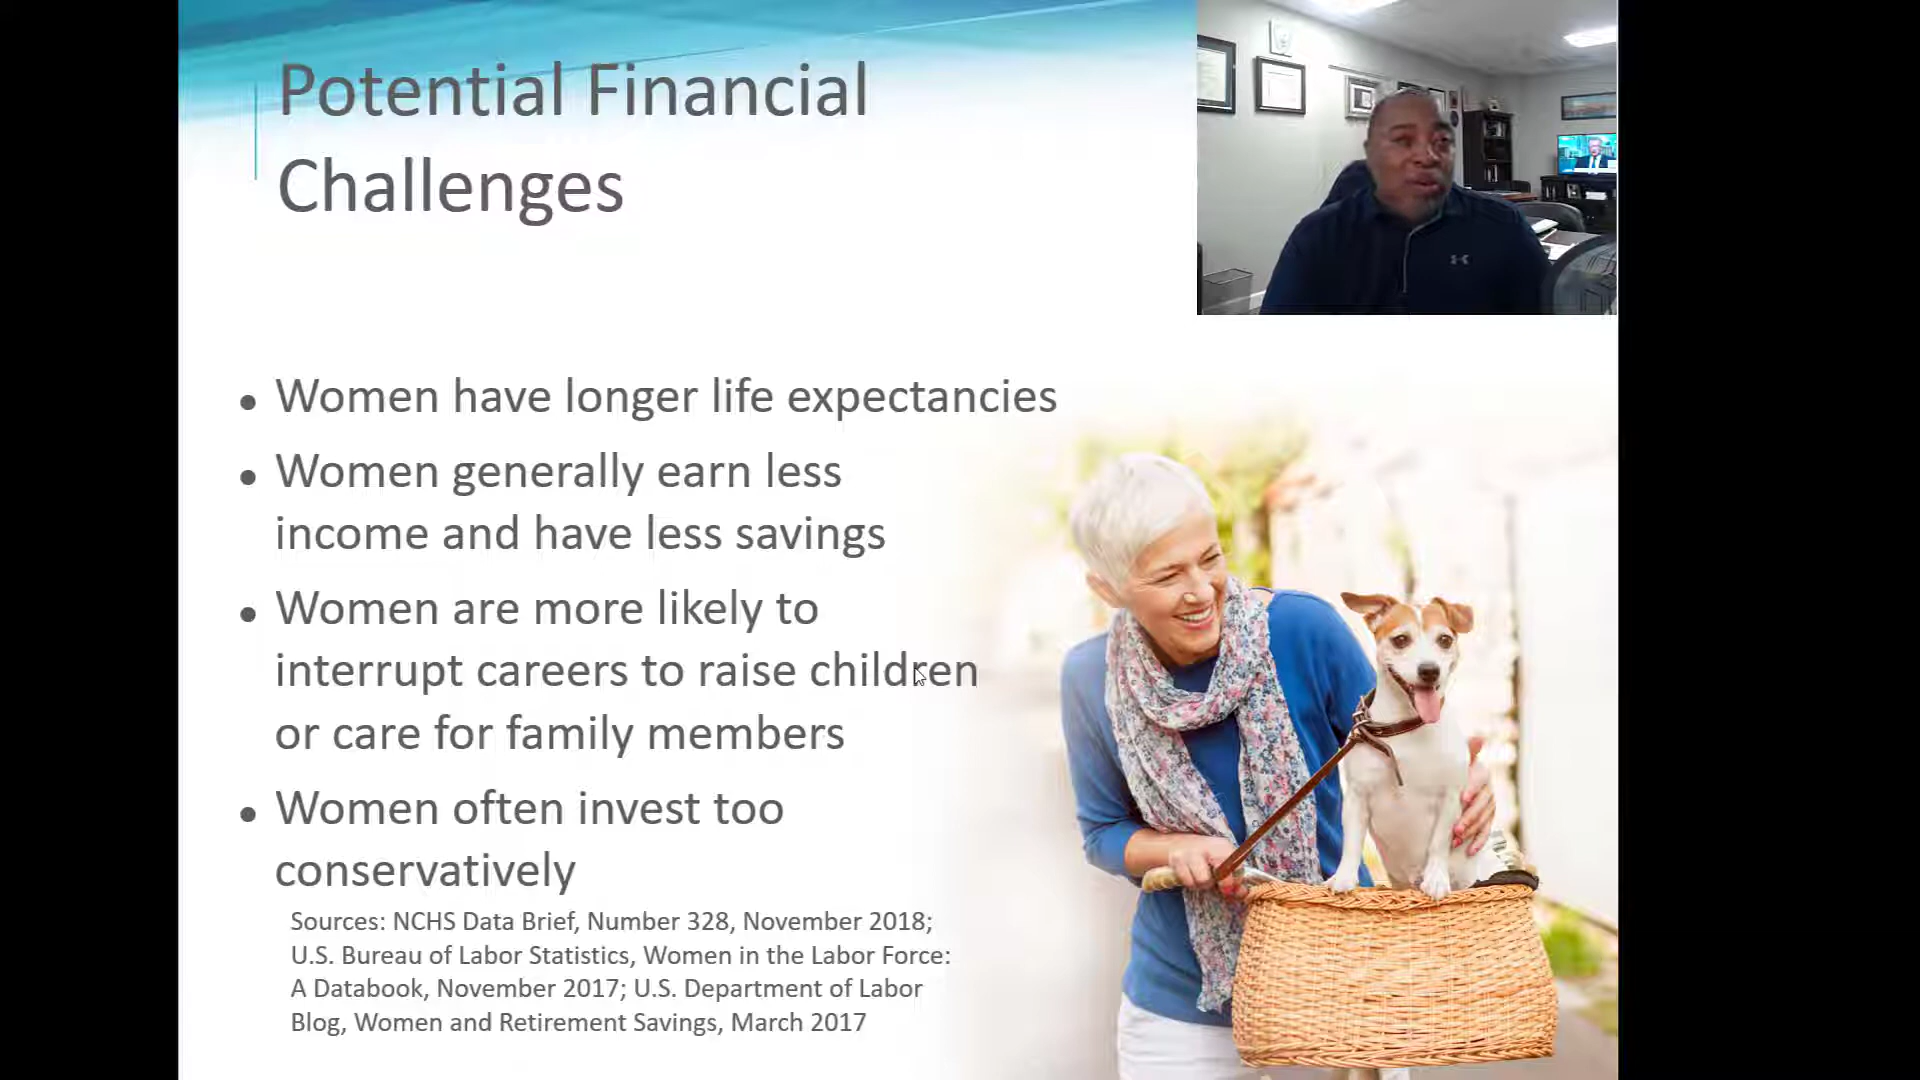 Potential Financial
Challenges
• Women have longer life expectancies
• Women generally earn less
income and have less savings
• Women are more likely to
interrupt careers to raise children
or care for family members
• Women often invest too
conservatively
Sources: NCHS Data Brief, Number 328, November 2018;
U.S. Bureau of Labor Statistics, Women in the Labor Force:
A Databook, November 2017; U.S. Department of Labor
Blog, Women and Retirement Savings, March 2017